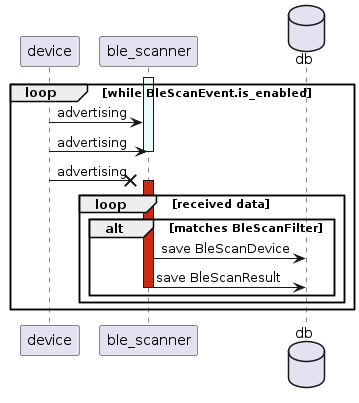 device
ble_scanner
db
loop
[while BleScanEvent.is_enabled]
advertising
advertising
advertising
loop
[received data]
alt
[matches BleScanFilter]
save BleScanDevice
save BleScanResult
device
ble_scanner
db